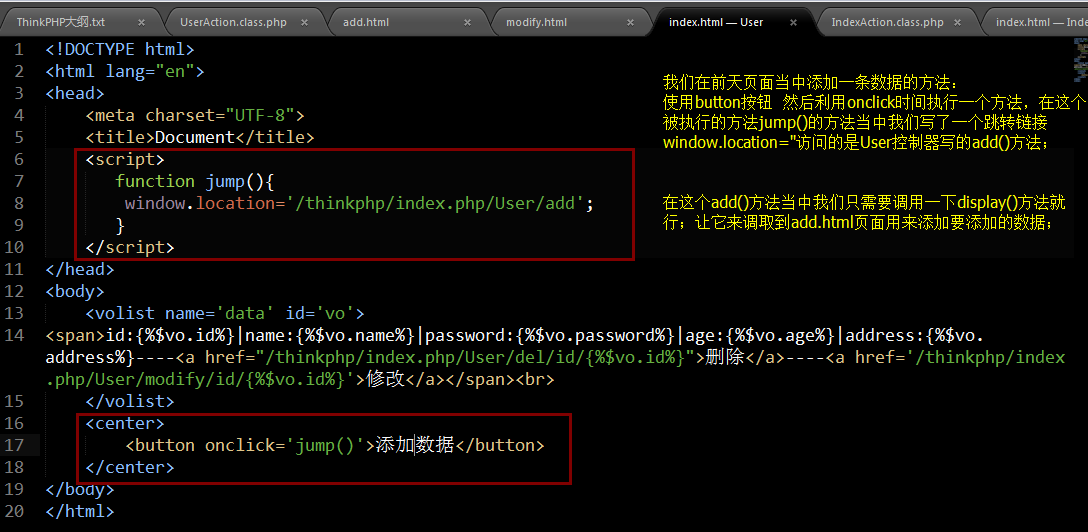 ThinkPHP大纲.txt × UserAction.class.php × add.html × modify.html × index.html — User × IndexAction.class.php × index.html — Inde
1 <!DOCTYPE html>
2 <html lang="en">
3 <head>
4 <meta charset="UTF-8">
5 <title>Document</title>
6 <script>
7 function jump(){
8 window.location='/thinkphp/index.php/User/add';
9 }
10 </script>
11 </head>
12 <body>
13 <volist name='data' id='vo'>
14 <span>id:{%$vo.id%}|name:{%$vo.name%}|password:{%$vo.password%}|age:{%$vo.age%}|address:{%$vo.
address%}----<a href="/thinkphp/index.php/User/del/id/{%$vo.id%}">删除</a>----<a href='/thinkphp/index
.php/User/modify/id/{%$vo.id%}'>修改</a></span><br>
15 </volist>
16 <center>
17 <button onclick='jump()'>添加数据</button>
18 </center>
19 </body>
20 </html>
我们在前天页面当中添加一条数据的方法：
使用button按钮 然后利用onclick时间执行一个方法，在这个
被执行的方法jump()的方法当中我们写了一个跳转链接
window.location="访问的是User控制器写的add()方法；
在这个add()方法当中我们只需要调用一下display()方法就
行；让它来调取到add.html页面用来添加要添加的数据；